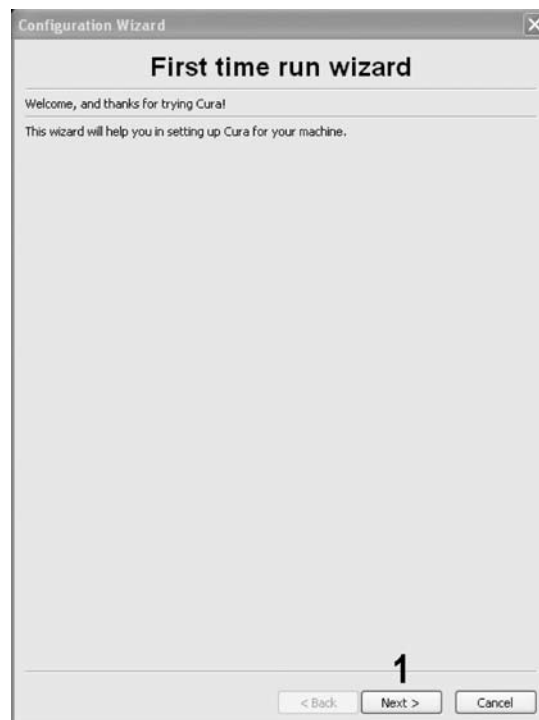 Configuration Wizard
First time run wizard
Welcome, and thanks for trying Cura!
This wizard will help you in setting up Cura for your machine.
1
< Back Next > Cancel